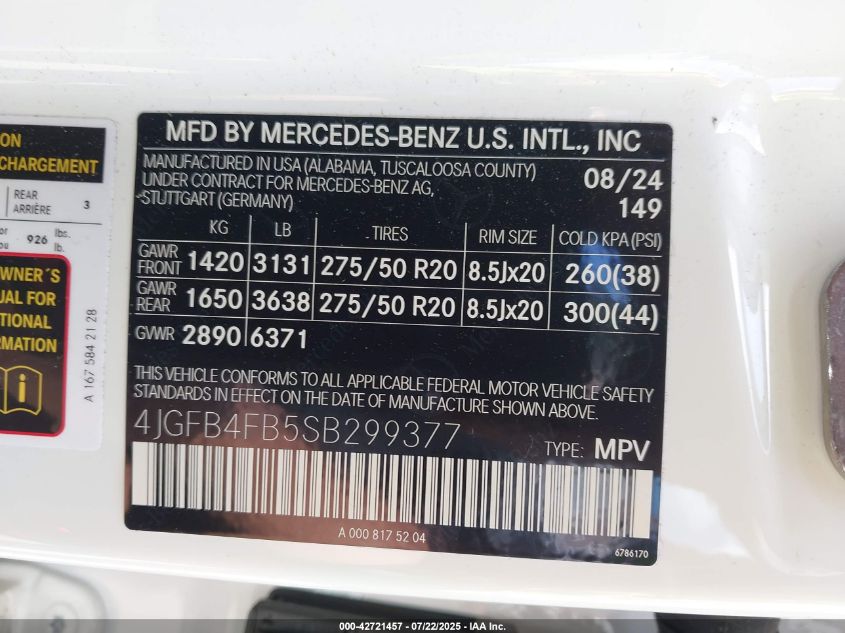 ON
CHARGEMENT
REAR
ARRIÈRE 3
or
ou 926 lbs.
lb.
OWNER'S
UAL FOR
TIONAL
ORMATION
A 167 584 21 28
MFD BY MERCEDES-BENZ U.S. INTL., INC
MANUFACTURED IN USA (ALABAMA, TUSCALOOSA COUNTY)
UNDER CONTRACT FOR MERCEDES-BENZ AG,
STUTTGART (GERMANY)
08/24
149
KG LB TIRES RIM SIZE COLD KPA(PSI)
GAWR FRONT 1420 3131 275/50 R20 8.5Jx20 260(38)
GAWR REAR 1650 3638 275/50 R20 8.5Jx20 300(44)
GVWR 2890 6371
THIS VEHICLE CONFORMS TO ALL APPLICABLE FEDERAL MOTOR VEHICLE SAFETY
STANDARDS IN EFFECT ON THE DATE OF MANUFACTURE SHOWN ABOVE.
4JGFB4FB5SB299377
TYPE: MPV
A 000 817 52 04
6786170
000-42721457 - 07/22/2025 - IAA Inc.